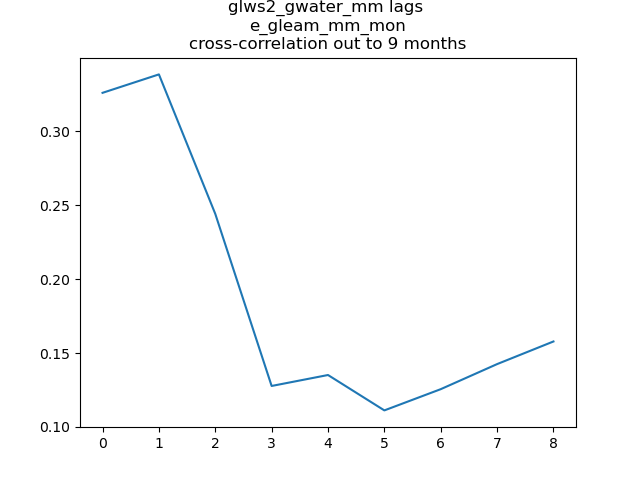 glws2_gwater_mm lags
e_gleam_mm_mon
cross-correlation out to 9 months
0.30
0.25
0.20
0.15
0.10
0 1 2 3 4 5 6 7 8